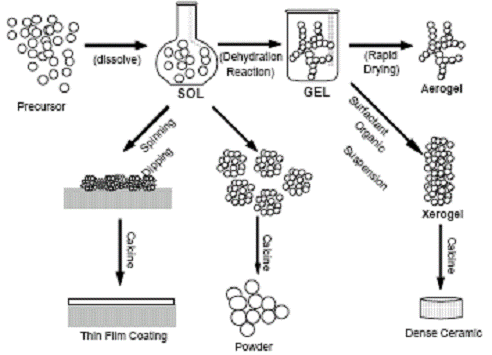 Precursor
(dissolve)
SOL
(Dehydration
Reaction)
GEL
(Rapid
Drying)
Aerogel
Spinning
Dipping
Surfactant
Organic
Suspension
Xerogel
Calcine
Calcine
Calcine
Thin Film Coating
Powder
Dense Ceramic